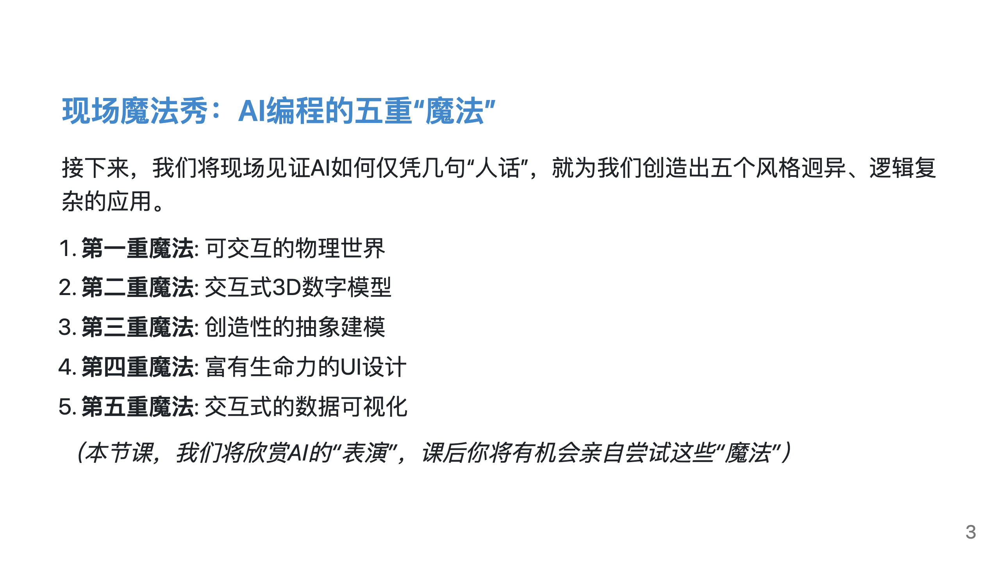 现场魔法秀：AI编程的五重“魔法”
接下来，我们将现场见证AI如何仅凭几句“人话”，就为我们创造出五个风格迥异、逻辑复
杂的应用。
1. 第一重魔法: 可交互的物理世界
2. 第二重魔法: 交互式3D数字模型
3. 第三重魔法: 创造性的抽象建模
4. 第四重魔法: 富有生命力的UI设计
5. 第五重魔法: 交互式的数据可视化
（本节课，我们将欣赏AI的“表演”，课后你将有机会亲自尝试这些“魔法”）
3